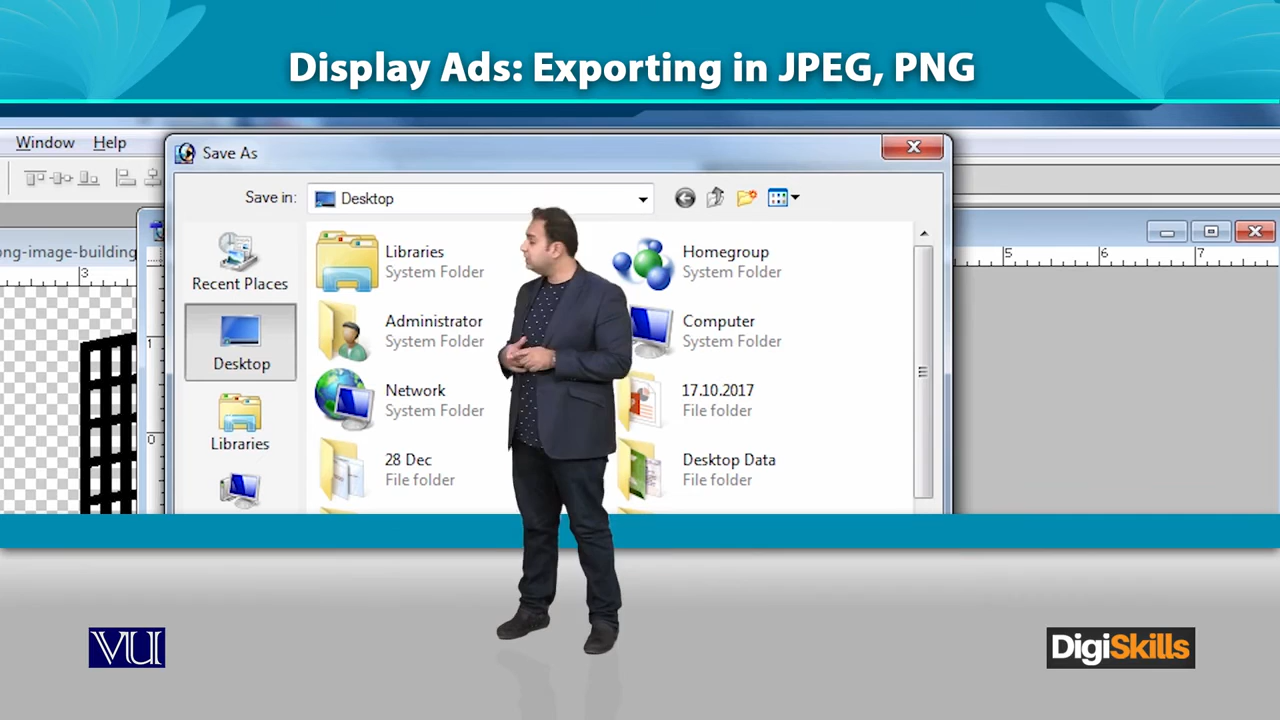 Display Ads: Exporting in JPEG, PNG
Window Help
Save As
Save in: Desktop
ong-image-building
3
5 6 7
Recent Places
Desktop
Libraries
Libraries
System Folder
Homegroup
System Folder
Administrator
System Folder
Computer
System Folder
Network
System Folder
17.10.2017
File folder
28 Dec
File folder
Desktop Data
File folder
1
0
VU
DigiSkills